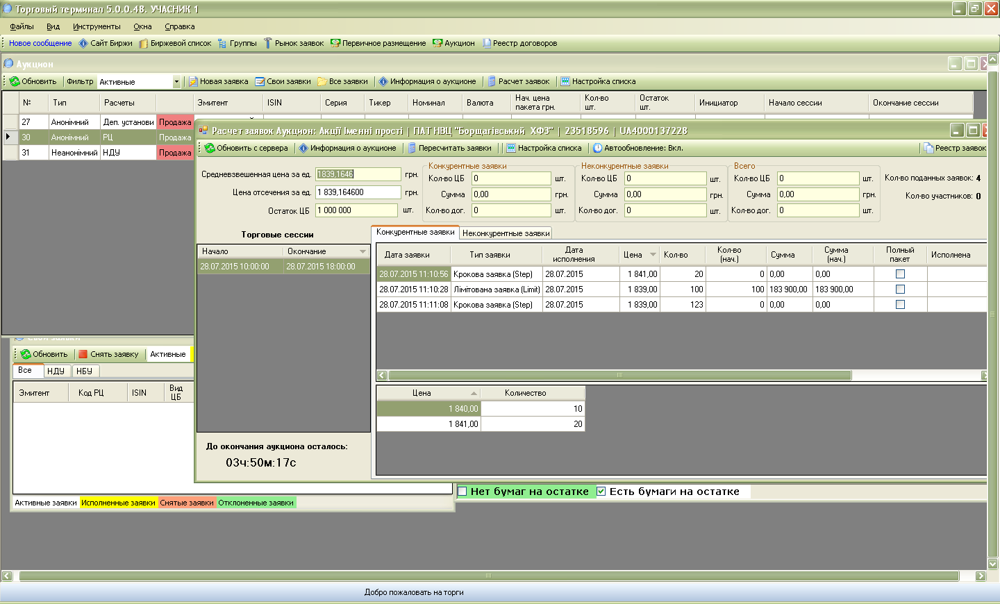 Торговый терминал 5.0.0.48. УЧАСНИК 1
Файлы Вид Инструменты Окна Справка
Новое сообщение Сайт Биржи Биржевой список Группы Рынок заявок Первичное размещение Аукцион Реестр договоров
Аукцион
Обновить Фильтр Активные Новая заявка Свои заявки Все заявки Информация о аукционе Расчет заявок Настройка списка
№ Тип Расчеты Эмитент ISIN Серия Тикер Номинал Валюта Нач. цена пакета грн. Кол-во шт. Остаток шт. Инициатор Начало сессии Окончание сессии
27 Анонімний Деп. установи Продажа
30 Анонімний РЦ Продажа
31 Неанонімний НДУ Продажа
Расчет заявок Аукцион: Акції Іменні прості | ПАТ НВЦ "Борщагівський ХФЗ" | 23518596 | UA4000137228
Обновить с сервера Информация о аукционе Пересчитать заявки Настройка списка Автообновление: Вкл. Реестр заявок
Средневзвешенная цена за ед. 1839,1646 грн.
Цена отсечения за ед. 1 839,164600 грн.
Остаток ЦБ 1 000 000 шт.
Конкурентные заявки
Кол-во ЦБ 0 шт.
Сумма 0,00 грн.
Кол-во дог. 0 шт.
Неконкурентные заявки
Кол-во ЦБ 0 шт.
Сумма 0,00 грн.
Кол-во дог. 0 шт.
Всего
Кол-во ЦБ 0 шт.
Сумма 0,00 грн.
Кол-во дог. 0 шт.
Кол-во поданных заявок: 4
Кол-во участников: 0
Торговые сессии
Начало Окончание
28.07.2015 10:00:00 28.07.2015 18:00:00
До окончания аукциона осталось:
03ч:50м:17с
Конкурентные заявки Неконкурентные заявки
Дата заявки Тип заявки Дата исполнения Цена Кол-во Кол-во (нач.) Сумма Сумма (нач.) Полный пакет Исполнена
28.07.2015 11:10:56 Крокова заявка (Step) 28.07.2015 1 841,00 20 0 0,00 0,00
28.07.2015 11:10:28 Лімітована заявка (Limit) 28.07.2015 1 839,00 100 100 183 900,00 183 900,00
28.07.2015 11:11:08 Крокова заявка (Step) 28.07.2015 1 839,00 123 0 0,00 0,00
Цена Количество
1 840,00 10
1 841,00 20
Свои заявки
Обновить Снять заявку Активные
Все НДУ НБУ
Эмитент Код РЦ ISIN Вид ЦБ
Активные заявки Исполненные заявки Снятые заявки Отклоненные заявки
Нет бумаг на остатке Есть бумаги на остатке
Добро пожаловать на торги